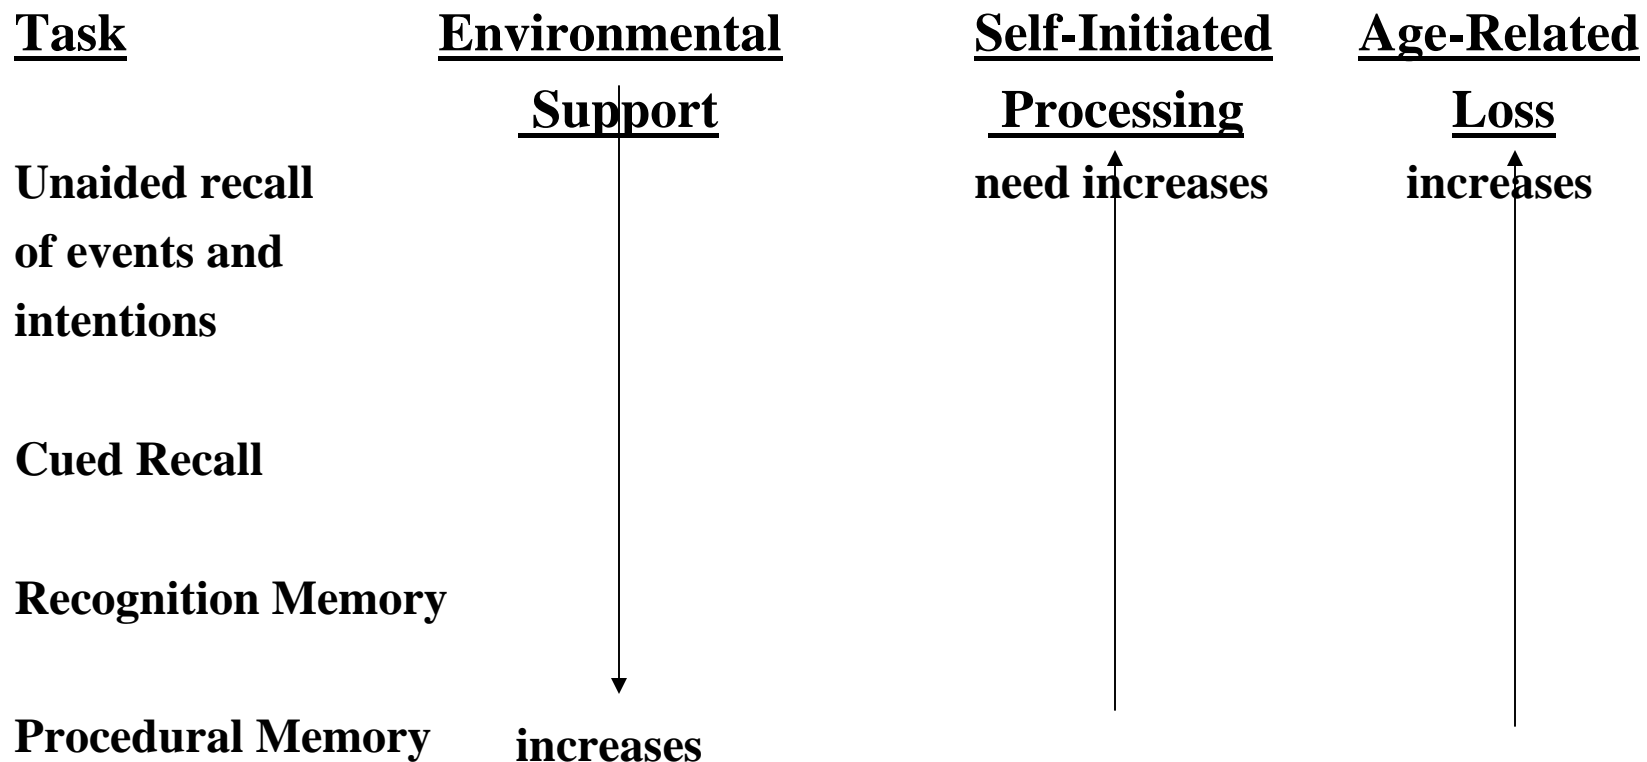 Task Environmental Self-Initiated Age-Related
Support Processing Loss
Unaided recall need increases increases
of events and
intentions
Cued Recall
Recognition Memory
Procedural Memory increases